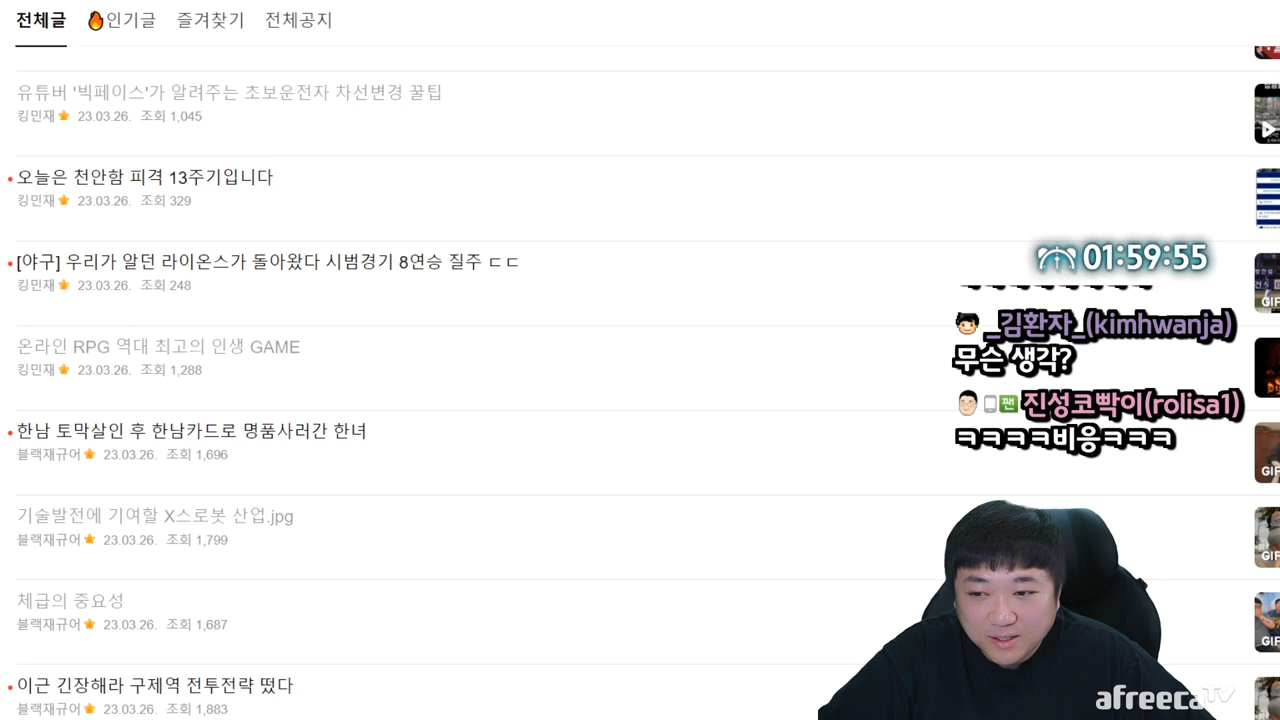 전체글 인기글 즐겨찾기 전체공지
유튜버 '빅페이스'가 알려주는 초보운전자 차선변경 꿀팁
킹민재 23.03.26. 조회 1,045
오늘은 천안함 피격 13주기입니다
킹민재 23.03.26. 조회 329
[야구] 우리가 알던 라이온스가 돌아왔다 시범경기 8연승 질주 ㄷㄷ
킹민재 23.03.26. 조회 248
01:59:55
온라인 RPG 역대 최고의 인생 GAME
킹민재 23.03.26. 조회 1,288
_김환자_(kimhwanja)
무슨 생각?
팬 진성코빡이(rolisa1)
ㅋㅋㅋㅋ비응ㅋㅋㅋ
한남 토막살인 후 한남카드로 명품사러간 한녀
블랙재규어 23.03.26. 조회 1,696
GIF
기술발전에 기여할 X스로봇 산업.jpg
블랙재규어 23.03.26. 조회 1,799
체급의 중요성
블랙재규어 23.03.26. 조회 1,687
이근 긴장해라 구제역 전투전략 떴다
블랙재규어 23.03.26. 조회 1,883
afreecaTV